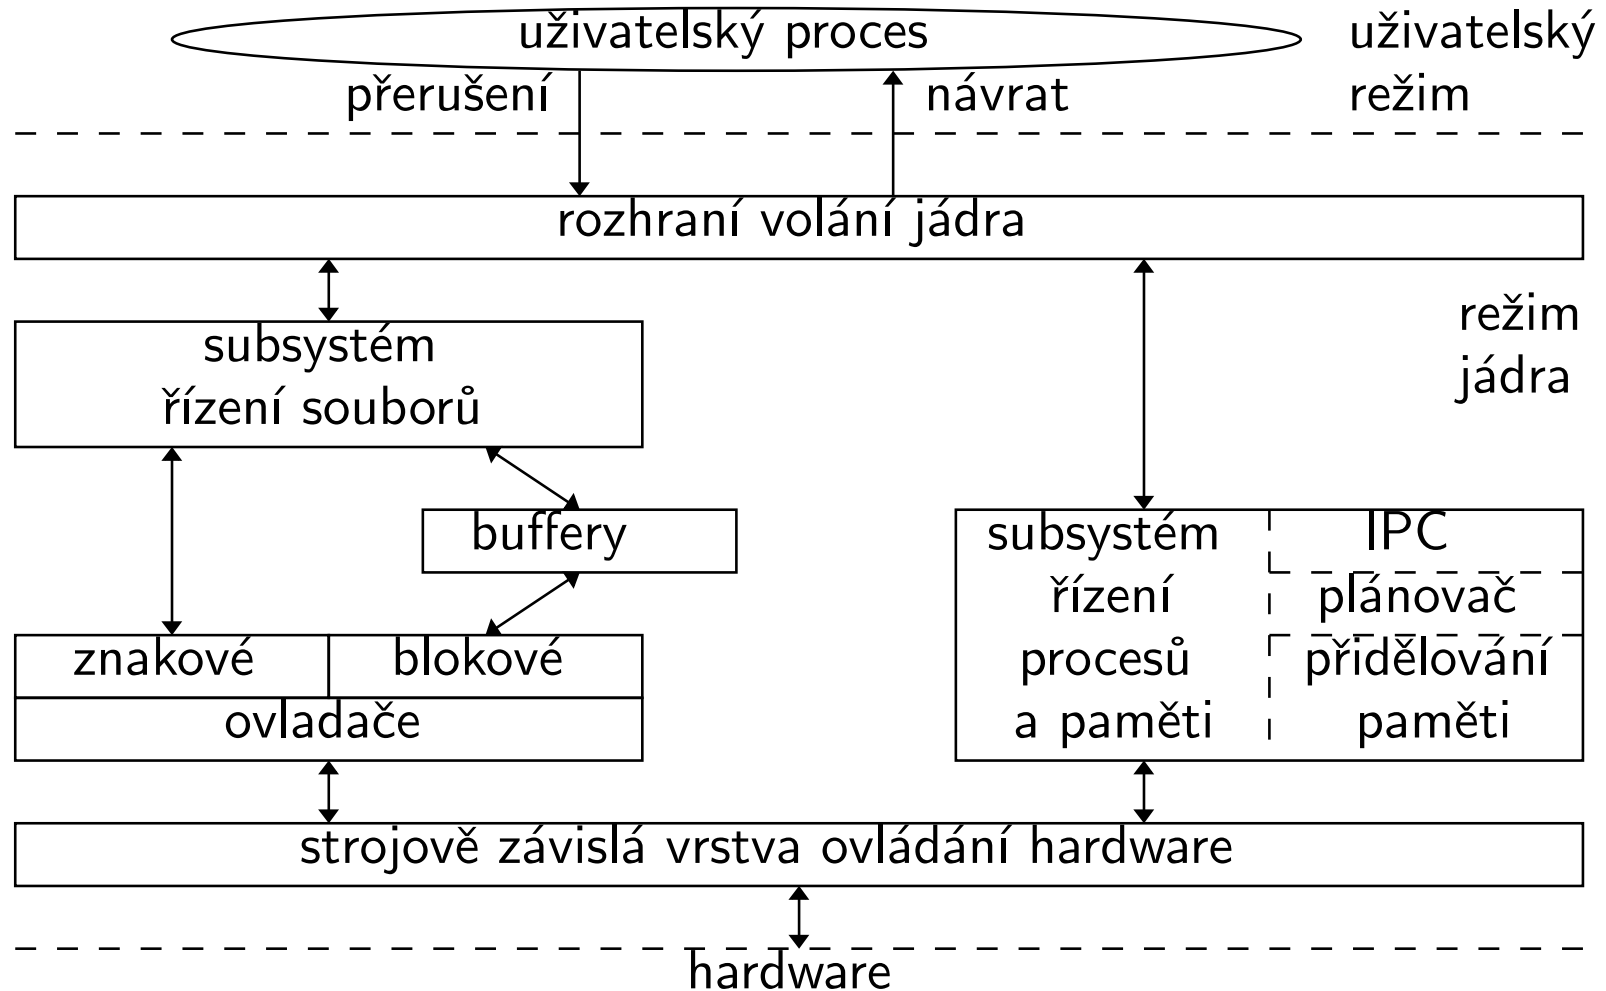 uživatelský proces
uživatelský
režim
přerušení
návrat
rozhraní volání jádra
režim
jádra
subsystém
řízení souborů
buffery
znakové
blokové
ovladače
subsystém
řízení
procesů
a paměti
IPC
plánovač
přidělování
paměti
strojově závislá vrstva ovládání hardware
hardware